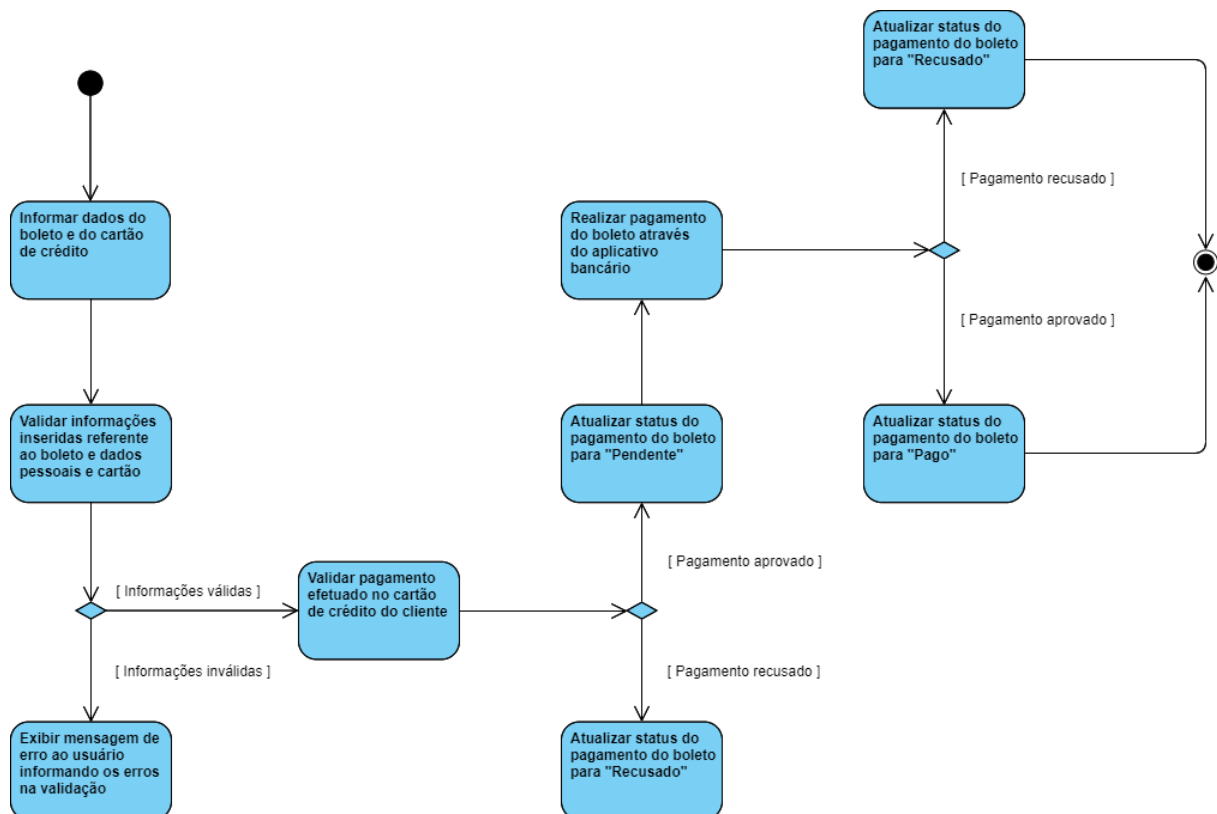 Atualizar status do
pagamento do boleto
para "Recusado"
[ Pagamento recusado ]
Informar dados do
boleto e do cartão
de crédito
Realizar pagamento
do boleto através
do aplicativo
bancário
[ Pagamento aprovado ]
Validar informações
inseridas referente
ao boleto e dados
pessoais e cartão
Atualizar status do
pagamento do boleto
para "Pendente"
Atualizar status do
pagamento do boleto
para "Pago"
[ Informações válidas ]
Validar pagamento
efetuado no cartão
de crédito do cliente
[ Pagamento aprovado ]
[ Informações inválidas ]
[ Pagamento recusado ]
Exibir mensagem de
erro ao usuário
informando os erros
na validação
Atualizar status do
pagamento do boleto
para "Recusado"